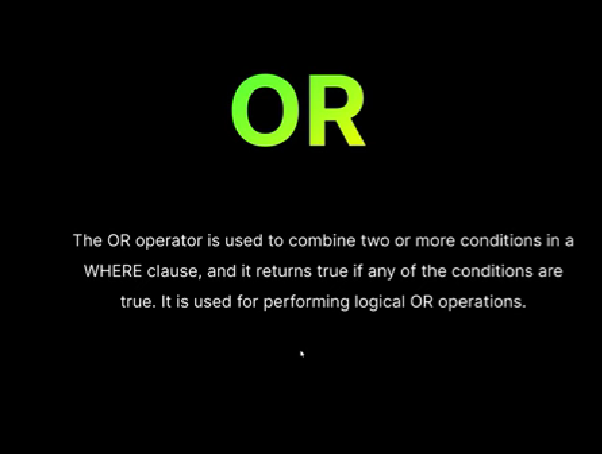 OR
The OR operator is used to combine two or more conditions in a
WHERE clause, and it returns true if any of the conditions are
true. It is used for performing logical OR operations.